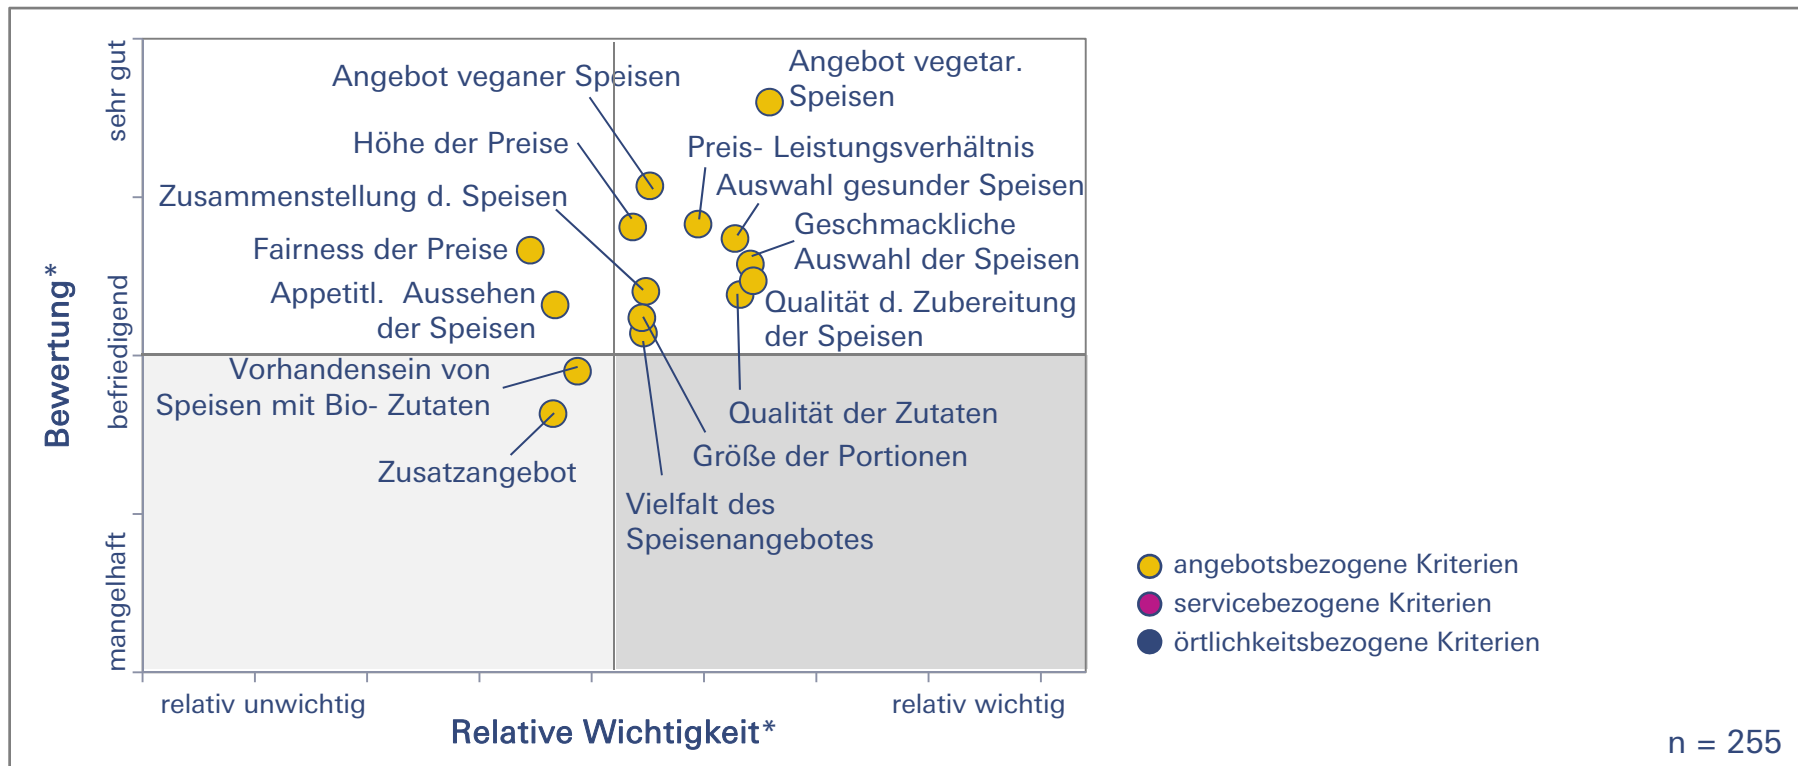 sehr gut
befriedigend
mangelhaft
Bewertung*
Angebot veganer Speisen
Angebot vegetar.
Speisen
Höhe der Preise
Preis- Leistungsverhältnis
Zusammenstellung d. Speisen
Auswahl gesunder Speisen
Fairness der Preise
Geschmackliche
Auswahl der Speisen
Appetitl. Aussehen
der Speisen
Qualität d. Zubereitung
der Speisen
Vorhandensein von
Speisen mit Bio- Zutaten
Qualität der Zutaten
Größe der Portionen
Zusatzangebot
Vielfalt des
Speisenangebotes
relativ unwichtig
relativ wichtig
Relative Wichtigkeit*
angebotsbezogene Kriterien
servicebezogene Kriterien
örtlichkeitsbezogene Kriterien
n = 255